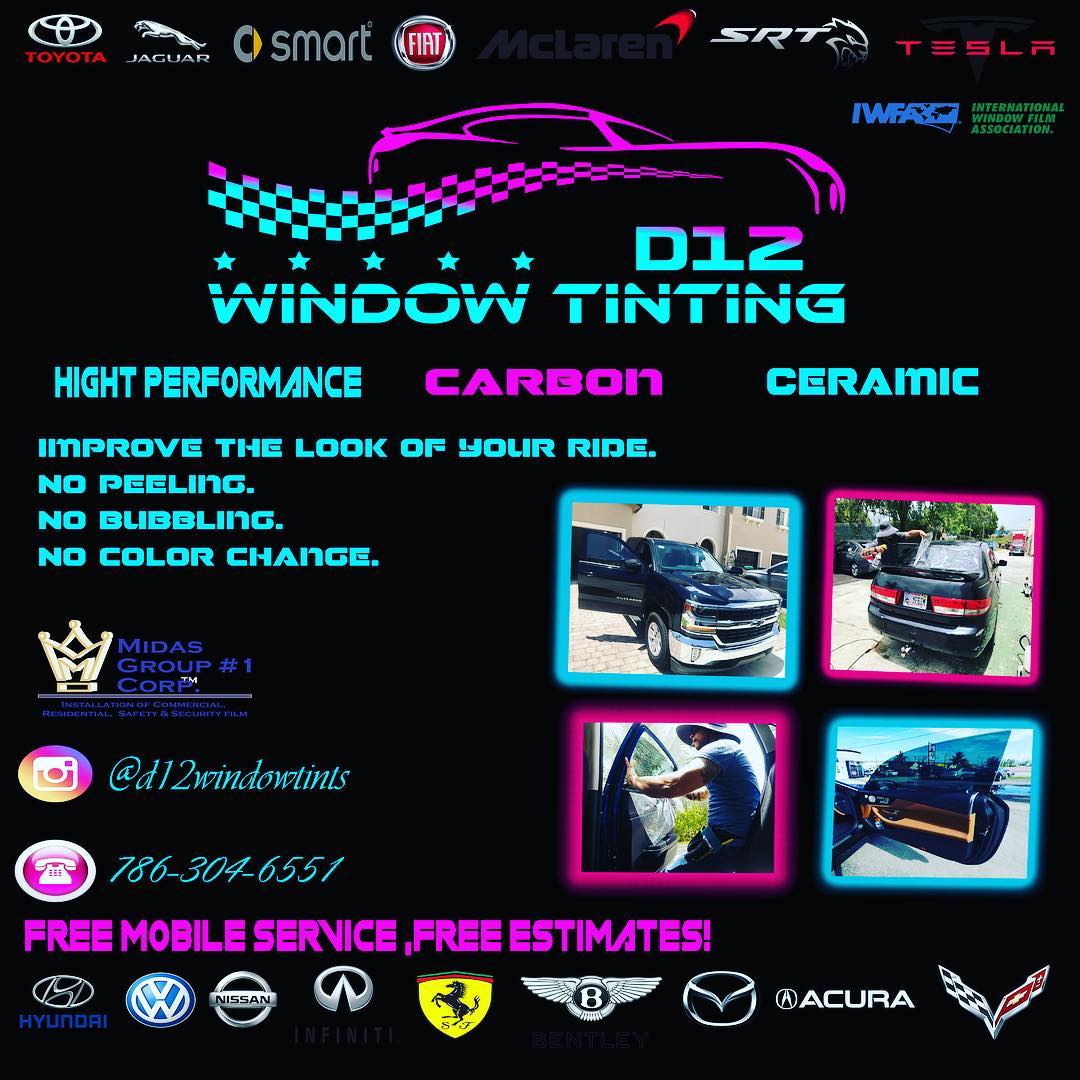 TOYOTA JAGUAR smart FIAT McLaren SRT TESLA
IWFA INTERNATIONAL
WINDOW FILM
ASSOCIATION.
D12
WINDOW TINTING
HIGHT PERFORMANCE CARBON CERAMIC
IIMPROVE THE LOOK OF YOUR RIDE.
NO PEELING.
NO BUBBLING.
NO COLOR CHANGE.
MIDAS
GROUP #1
CORP.™
INSTALLATION OF COMMERCIAL,
RESIDENTIAL, SAFETY & SECURITY FILM
@d12windowtints
786-304-6551
FREE MOBILE SERVICE ,FREE ESTIMATES!
HYUNDAI NISSAN INFINITI S F B BENTLEY ACURA